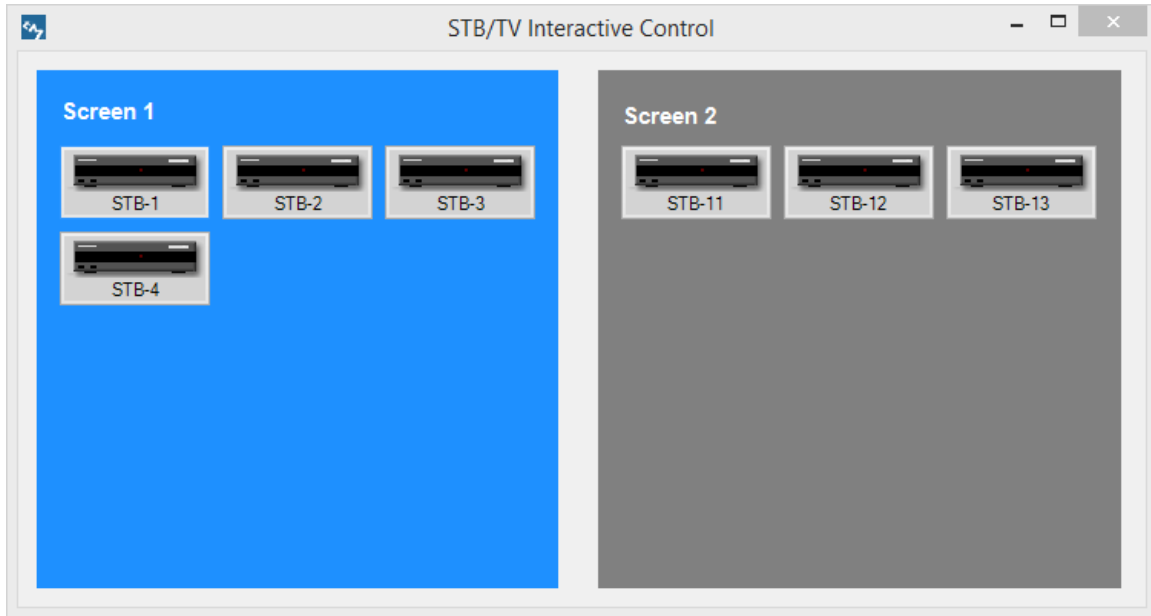 STB/TV Interactive Control
Screen 1
STB-1 STB-2 STB-3
STB-4
Screen 2
STB-11 STB-12 STB-13